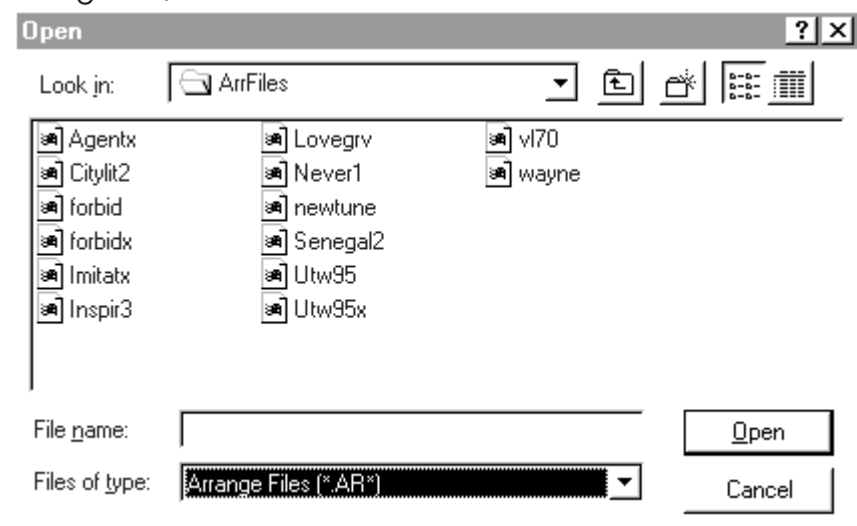 Open
Look in: ArrFiles
Agentx Lovegrv vl70
Citylit2 Never1 wayne
forbid newtune
forbidx Senegal2
Imitatx Utw95
Inspir3 Utw95x
File name: Open
Files of type: Arrange Files (*.AR*) Cancel